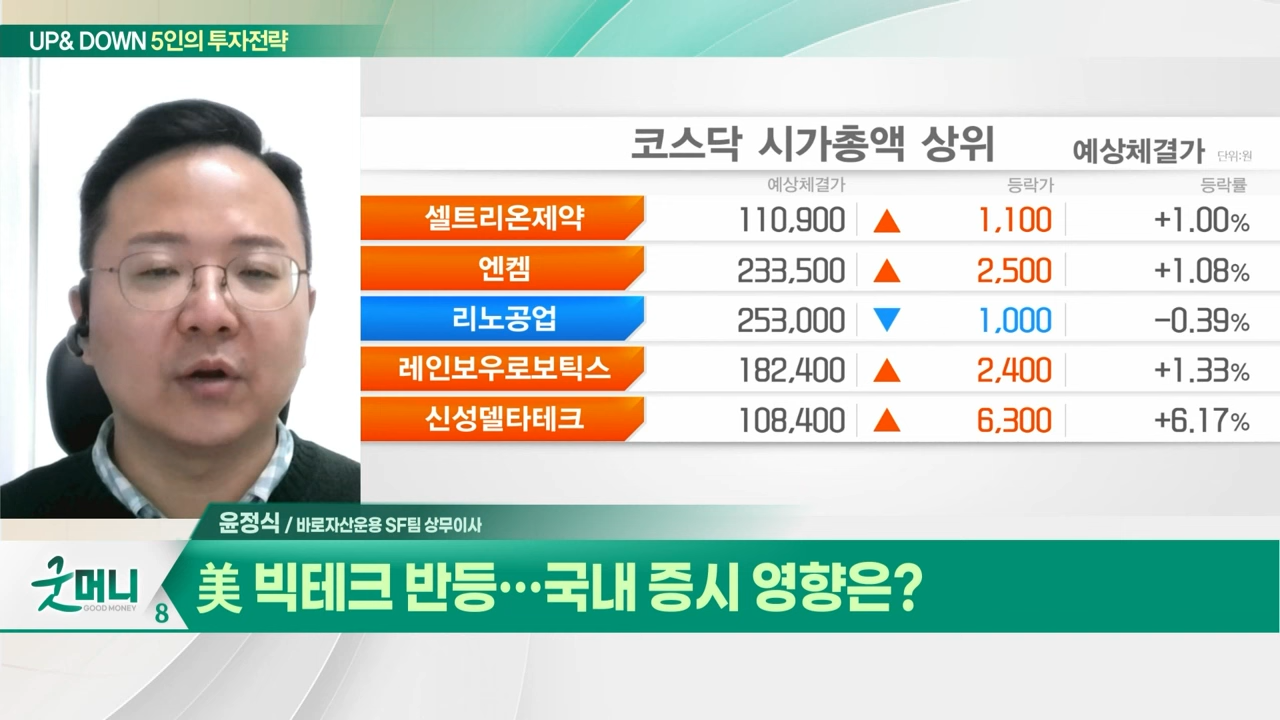 UP& DOWN 5인의 투자전략
코스닥 시가총액 상위 예상체결가 단위:원
예상체결가 등락가 등락률
셀트리온제약 110,900 ▲ 1,100 +1.00%
엔켐 233,500 ▲ 2,500 +1.08%
리노공업 253,000 ▼ 1,000 -0.39%
레인보우로보틱스 182,400 ▲ 2,400 +1.33%
신성델타테크 108,400 ▲ 6,300 +6.17%
윤정식 / 바로자산운용 SF팀 상무이사
굿머니
GOOD MONEY
8
美 빅테크 반등…국내 증시 영향은?